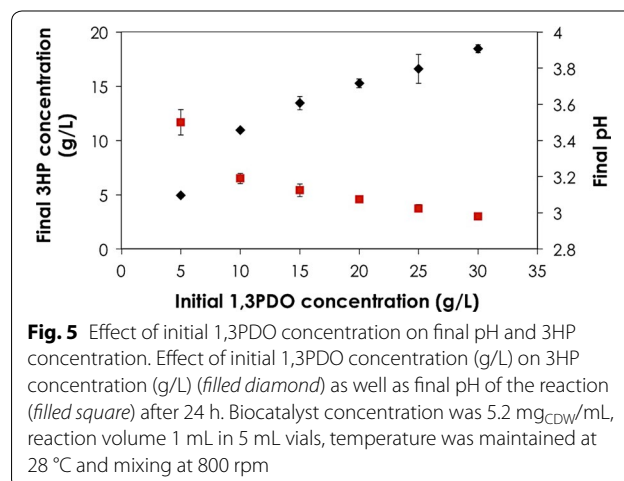 20
15
10
5
0
4
3.8
3.6
3.4
3.2
3
2.8
0 5 10 15 20 25 30 35
Final 3HP concentration
(g/L)
Final pH
Initial 1,3PDO concentration (g/L)
Fig. 5 Effect of initial 1,3PDO concentration on final pH and 3HP
concentration. Effect of initial 1,3PDO concentration (g/L) on 3HP
concentration (g/L) (filled diamond) as well as final pH of the reaction
(filled square) after 24 h. Biocatalyst concentration was 5.2 mgCDW/mL,
reaction volume 1 mL in 5 mL vials, temperature was maintained at
28 °C and mixing at 800 rpm